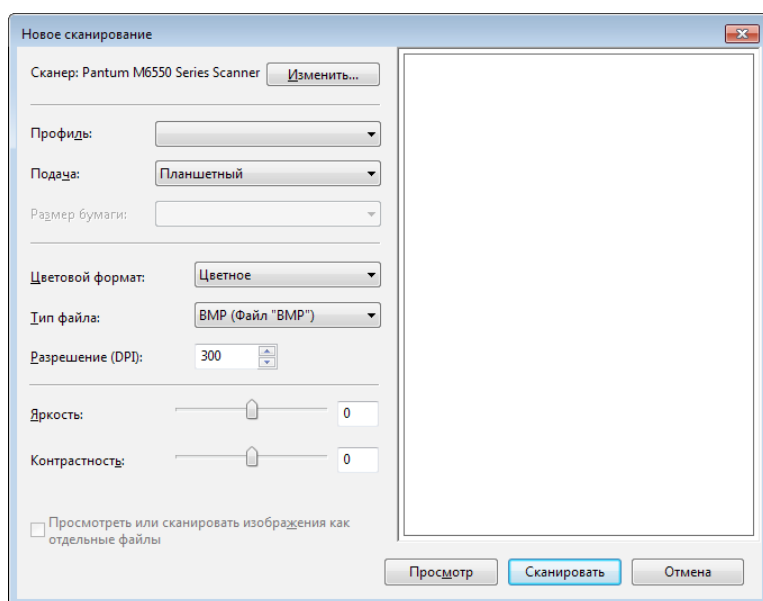 Новое сканирование
Сканер: Pantum M6550 Series Scanner Изменить...
Профиль:
Подача: Планшетный
Размер бумаги:
Цветовой формат: Цветное
Тип файла: BMP (Файл "BMP")
Разрешение (DPI): 300
Яркость: 0
Контрастность: 0
Просмотреть или сканировать изображения как
отдельные файлы
Просмотр Сканировать Отмена